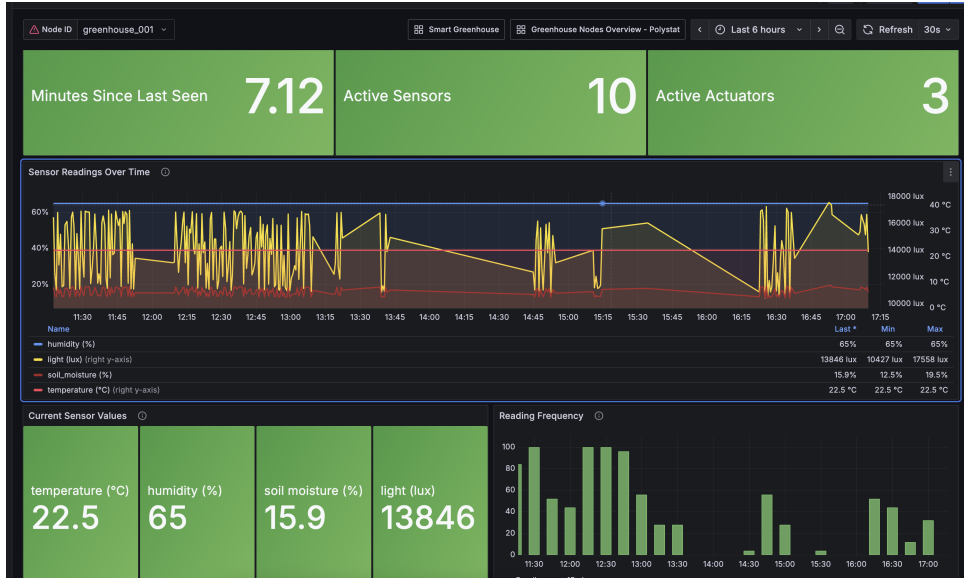 Node ID greenhouse_001 Smart Greenhouse Greenhouse Nodes Overview - Polystat Last 6 hours Refresh 30s
Minutes Since Last Seen 7.12 Active Sensors 10 Active Actuators 3
Sensor Readings Over Time
18000 lux 40 °C
60% 16000 lux 30 °C
40% 14000 lux 20 °C
20% 12000 lux 10 °C
10000 lux 0 °C
11:30 11:45 12:00 12:15 12:30 12:45 13:00 13:15 13:30 13:45 14:00 14:15 14:30 14:45 15:00 15:15 15:30 15:45 16:00 16:15 16:30 16:45 17:00 17:15
Name Last * Min Max
humidity (%) 65% 65% 65%
light (lux) (right y-axis) 13846 lux 10427 lux 17558 lux
soil_moisture (%) 15.9% 12.5% 19.5%
temperature (°C) (right y-axis) 22.5 °C 22.5 °C 22.5 °C
Current Sensor Values
temperature (°C) humidity (%) soil moisture (%) light (lux)
22.5 65 15.9 13846
Reading Frequency
100
80
60
40
20
0
11:30 12:00 12:30 13:00 13:30 14:00 14:30 15:00 15:30 16:00 16:30 17:00